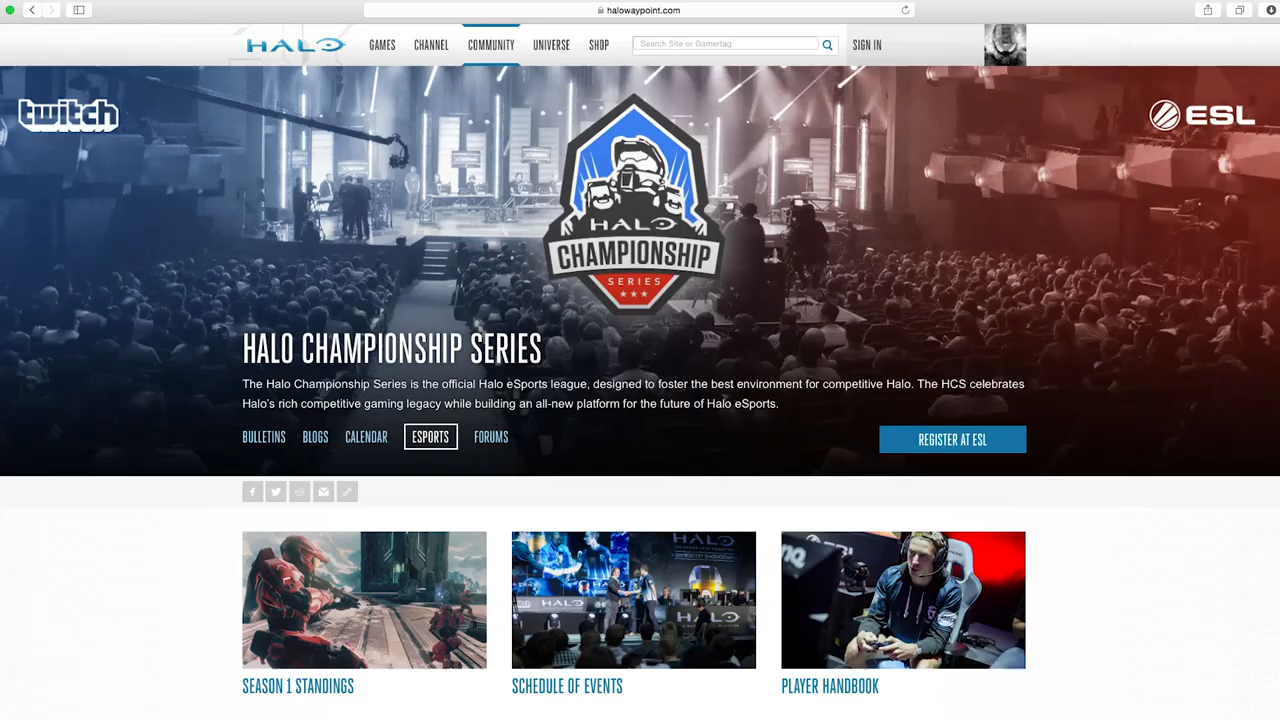 halowaypoint.com
HALO
GAMES
CHANNEL
COMMUNITY
UNIVERSE
SHOP
Search Site or Gamertag
SIGN IN
twitch
ESL
HALO
CHAMPIONSHIP
SERIES
HALO CHAMPIONSHIP SERIES
The Halo Championship Series is the official Halo eSports league, designed to foster the best environment for competitive Halo. The HCS celebrates
Halo's rich competitive gaming legacy while building an all-new platform for the future of Halo eSports.
BULLETINS
BLOGS
CALENDAR
ESPORTS
FORUMS
REGISTER AT ESL
HALO
HALO
HALO
ESL
SEASON 1 STANDINGS
SCHEDULE OF EVENTS
PLAYER HANDBOOK